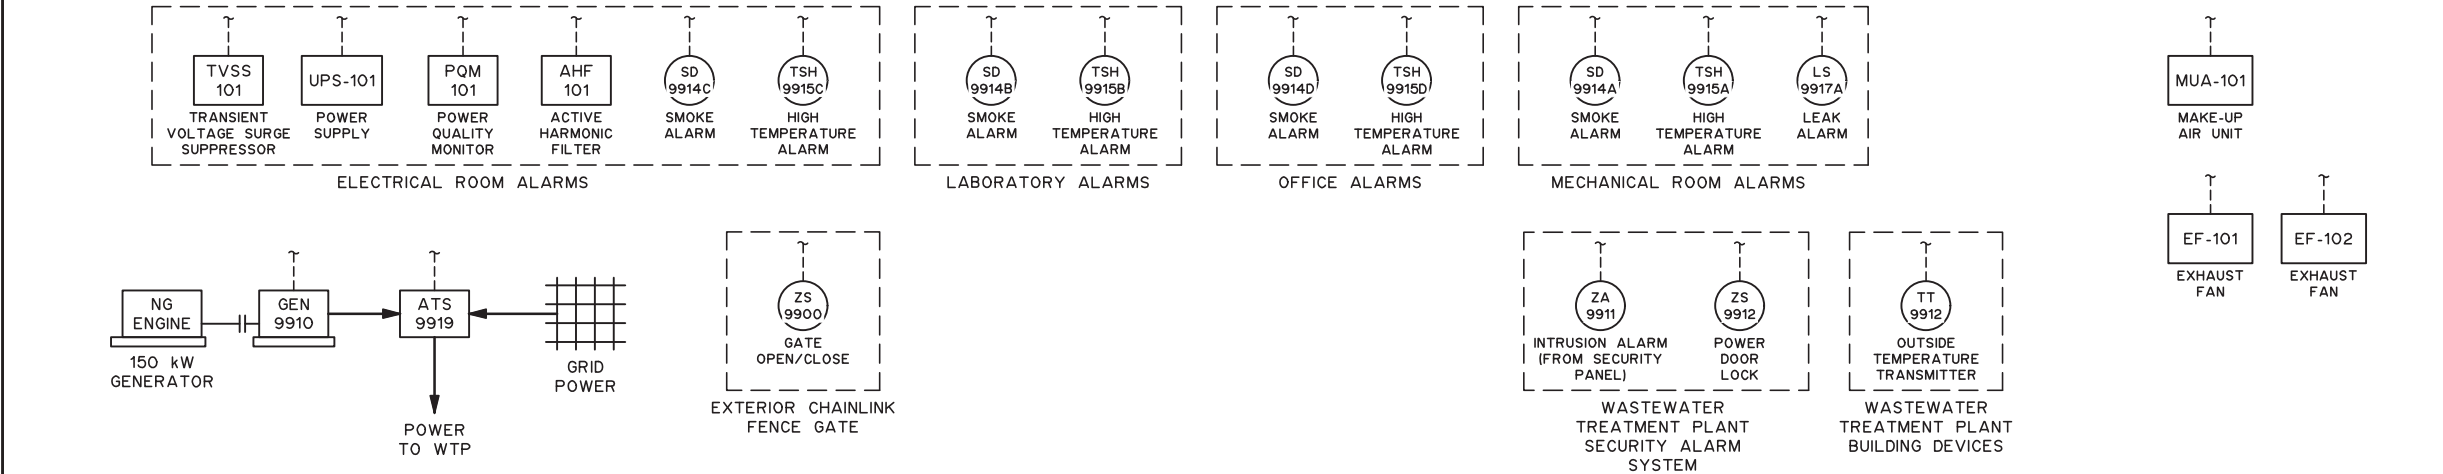 TVSS
101
TRANSIENT
VOLTAGE SURGE
SUPPRESSOR
UPS-101
POWER
SUPPLY
PQM
101
POWER
QUALITY
MONITOR
AHF
101
ACTIVE
HARMONIC
FILTER
SD
9914C
SMOKE
ALARM
TSH
9915C
HIGH
TEMPERATURE
ALARM
ELECTRICAL ROOM ALARMS
SD
9914B
SMOKE
ALARM
TSH
9915B
HIGH
TEMPERATURE
ALARM
LABORATORY ALARMS
SD
9914D
SMOKE
ALARM
TSH
9915D
HIGH
TEMPERATURE
ALARM
OFFICE ALARMS
SD
9914A
SMOKE
ALARM
TSH
9915A
HIGH
TEMPERATURE
ALARM
LS
9917A
LEAK
ALARM
MECHANICAL ROOM ALARMS
MUA-101
MAKE-UP
AIR UNIT
EF-101
EXHAUST
FAN
EF-102
EXHAUST
FAN
NG
ENGINE
150 kW
GENERATOR
GEN
9910
ATS
9919
POWER
TO WTP
GRID
POWER
ZS
9900
GATE
OPEN/CLOSE
EXTERIOR CHAINLINK
FENCE GATE
ZA
9911
INTRUSION ALARM
(FROM SECURITY
PANEL)
ZS
9912
POWER
DOOR
LOCK
WASTEWATER
TREATMENT PLANT
SECURITY ALARM
SYSTEM
TT
9912
OUTSIDE
TEMPERATURE
TRANSMITTER
WASTEWATER
TREATMENT PLANT
BUILDING DEVICES